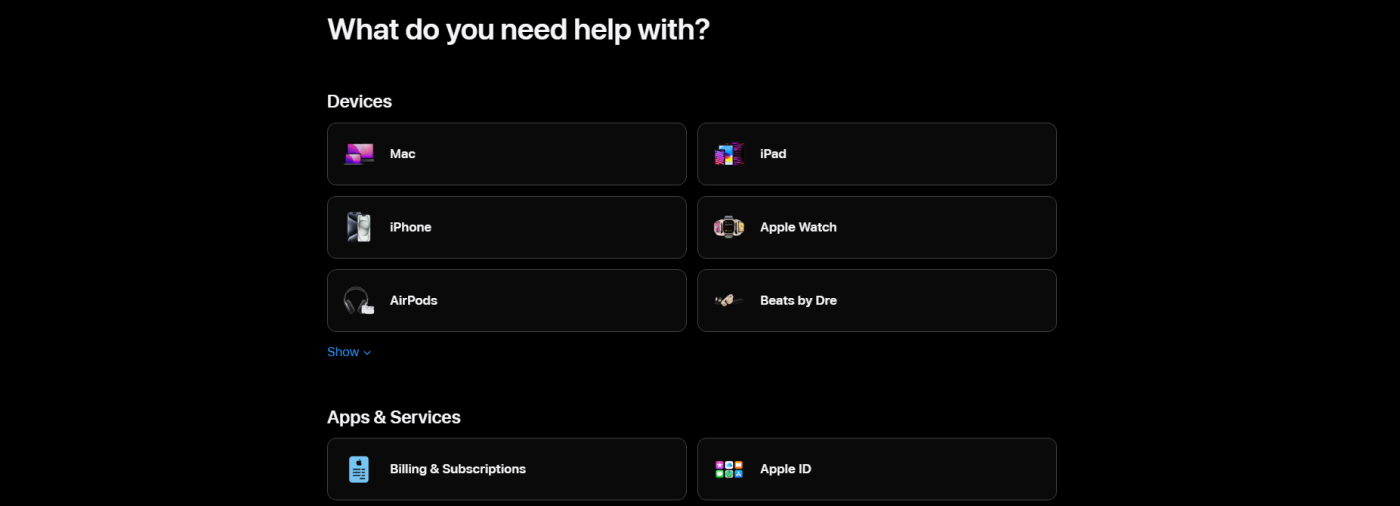 What do you need help with?
Devices
Mac
iPad
iPhone
Apple Watch
AirPods
Beats by Dre
Show
Apps & Services
Billing & Subscriptions
Apple ID